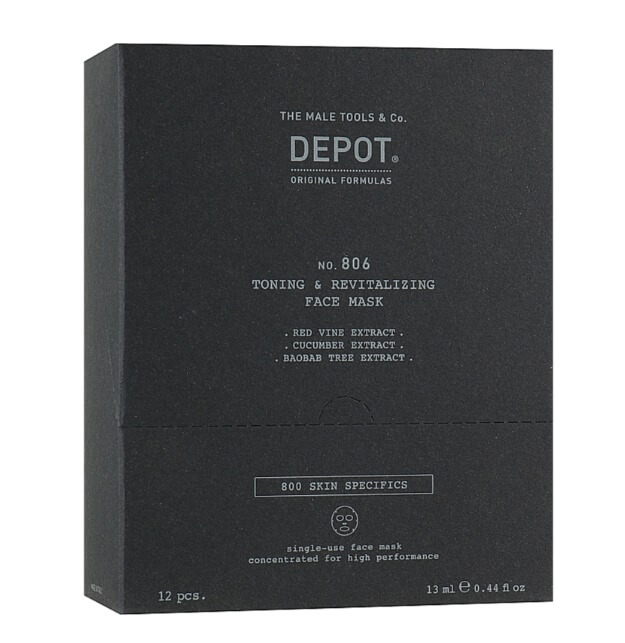 THE MALE TOOLS & Co.
DEPOT®
ORIGINAL FORMULAS
NO. 806
TONING & REVITALIZING
FACE MASK
. RED VINE EXTRACT .
. CUCUMBER EXTRACT .
. BAOBAB TREE EXTRACT .
800 SKIN SPECIFICS
single-use face mask
concentrated for high performance
12 pcs.
13 ml ℮ 0.44 fl oz